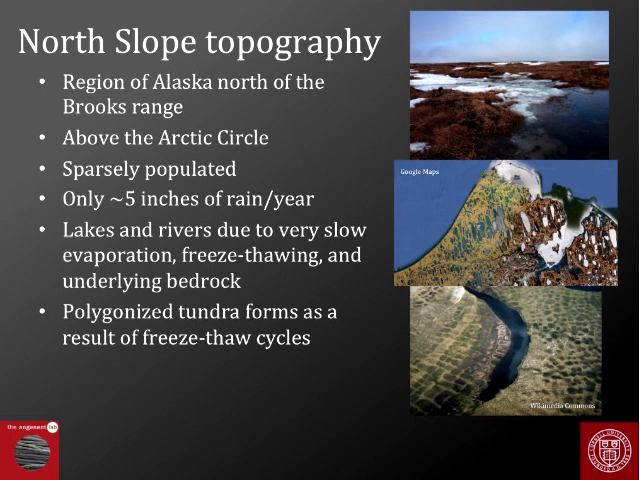 North Slope topography
• Region of Alaska north of the
Brooks range
• Above the Arctic Circle
• Sparsely populated
• Only ~5 inches of rain/year
• Lakes and rivers due to very slow
evaporation, freeze-thawing, and
underlying bedrock
• Polygonized tundra forms as a
result of freeze-thaw cycles
Google Maps
Wikimedia Commons
the angenent lab